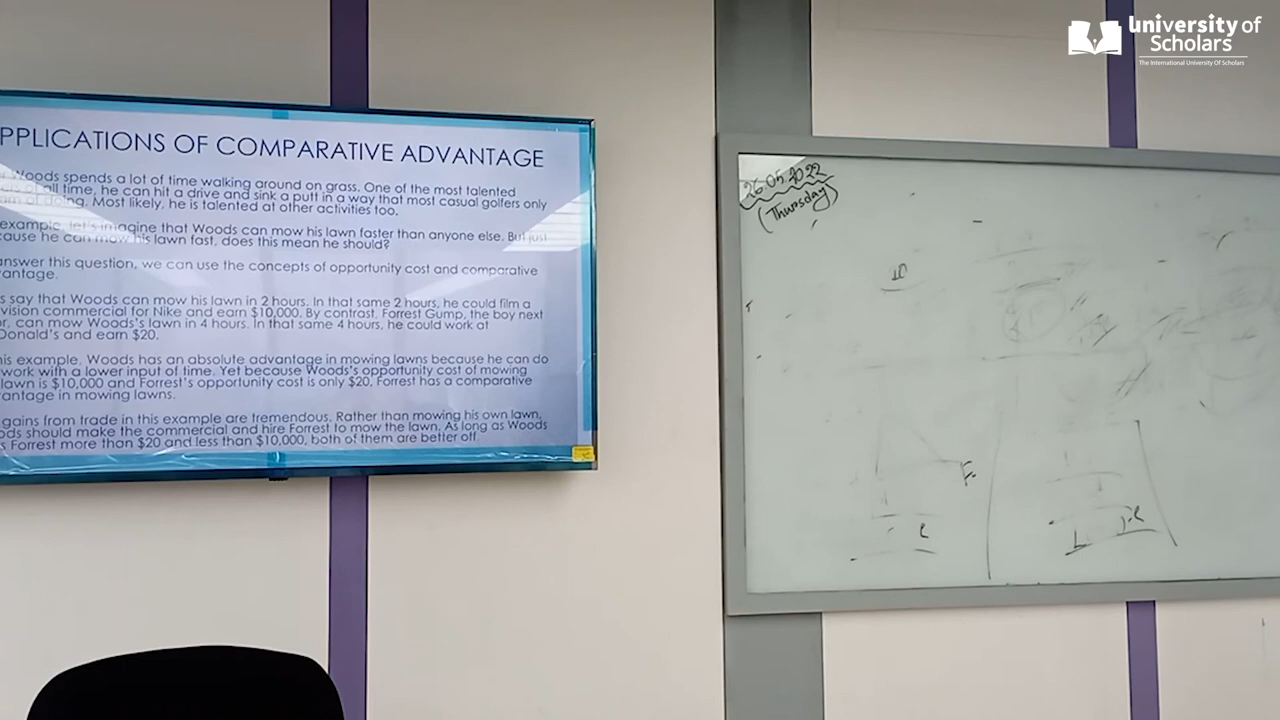 University of
Scholars
The International University Of Scholars
PPLICATIONS OF COMPARATIVE ADVANTAGE
Woods spends a lot of time walking around on grass. One of the most talented
of all time, he can hit a drive and sink a putt in a way that most casual golfers only
of doing. Most likely, he is talented at other activities too.
example, let's imagine that Woods can mow his lawn faster than anyone else. But just
cause he can mow his lawn fast, does this mean he should?
answer this question, we can use the concepts of opportunity cost and comparative
vantage.
s say that Woods can mow his lawn in 2 hours. In that same 2 hours, he could film a
vision commercial for Nike and earn $10,000. By contrast, Forrest Gump, the boy next
or, can mow Woods's lawn in 4 hours. In that same 4 hours, he could work at
Donald's and earn $20.
his example, Woods has an absolute advantage in mowing lawns because he can do
work with a lower input of time. Yet because Woods's opportunity cost of mowing
lawn is $10,000 and Forrest's opportunity cost is only $20, Forrest has a comparative
vantage in mowing lawns.
gains from trade in this example are tremendous. Rather than mowing his own lawn,
ods should make the commercial and hire Forrest to mow the lawn. As long as Woods
s Forrest more than $20 and less than $10,000, both of them are better off.
26.05.2022
(Thursday)